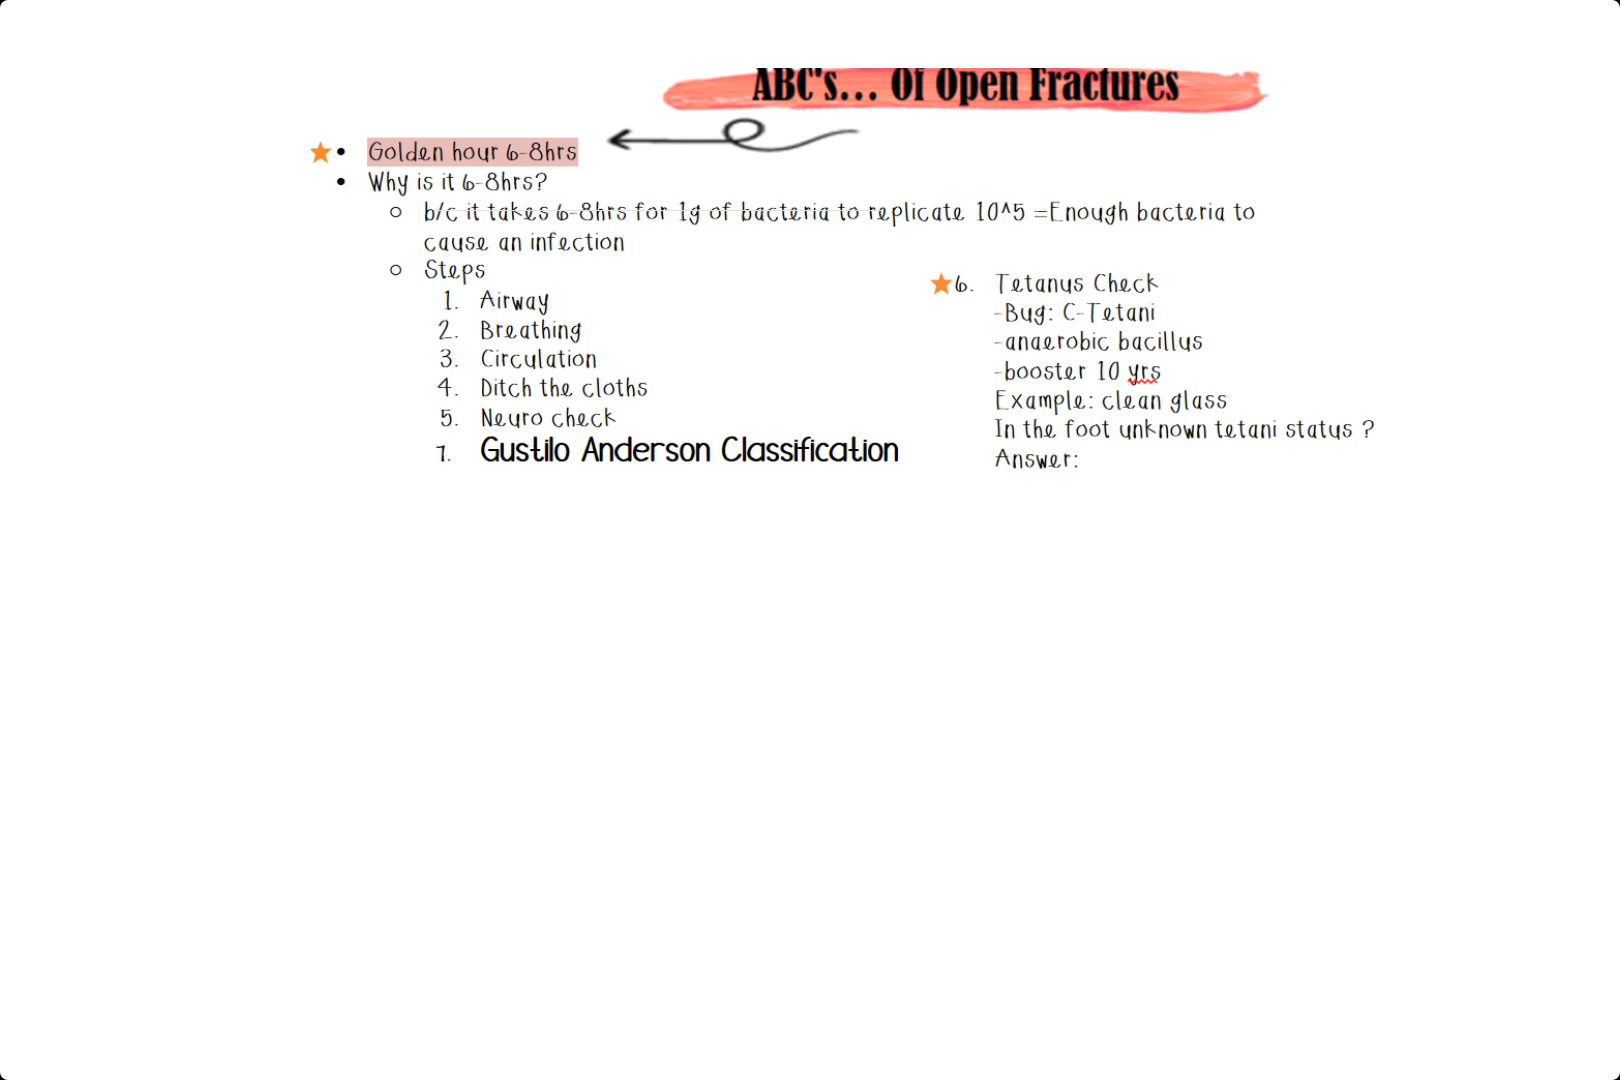 ABC's... Of Open Fractures
Golden hour 6-8hrs
Why is it 6-8hrs?
b/c it takes 6-8hrs for 1g of bacteria to replicate 10^5 =Enough bacteria to
cause an infection
Steps
1. Airway
2. Breathing
3. Circulation
4. Ditch the cloths
5. Neuro check
7. Gustilo Anderson Classification
6. Tetanus Check
-Bug: C-Tetani
-anaerobic bacillus
-booster 10 yrs
Example: clean glass
In the foot unknown tetani status ?
Answer: